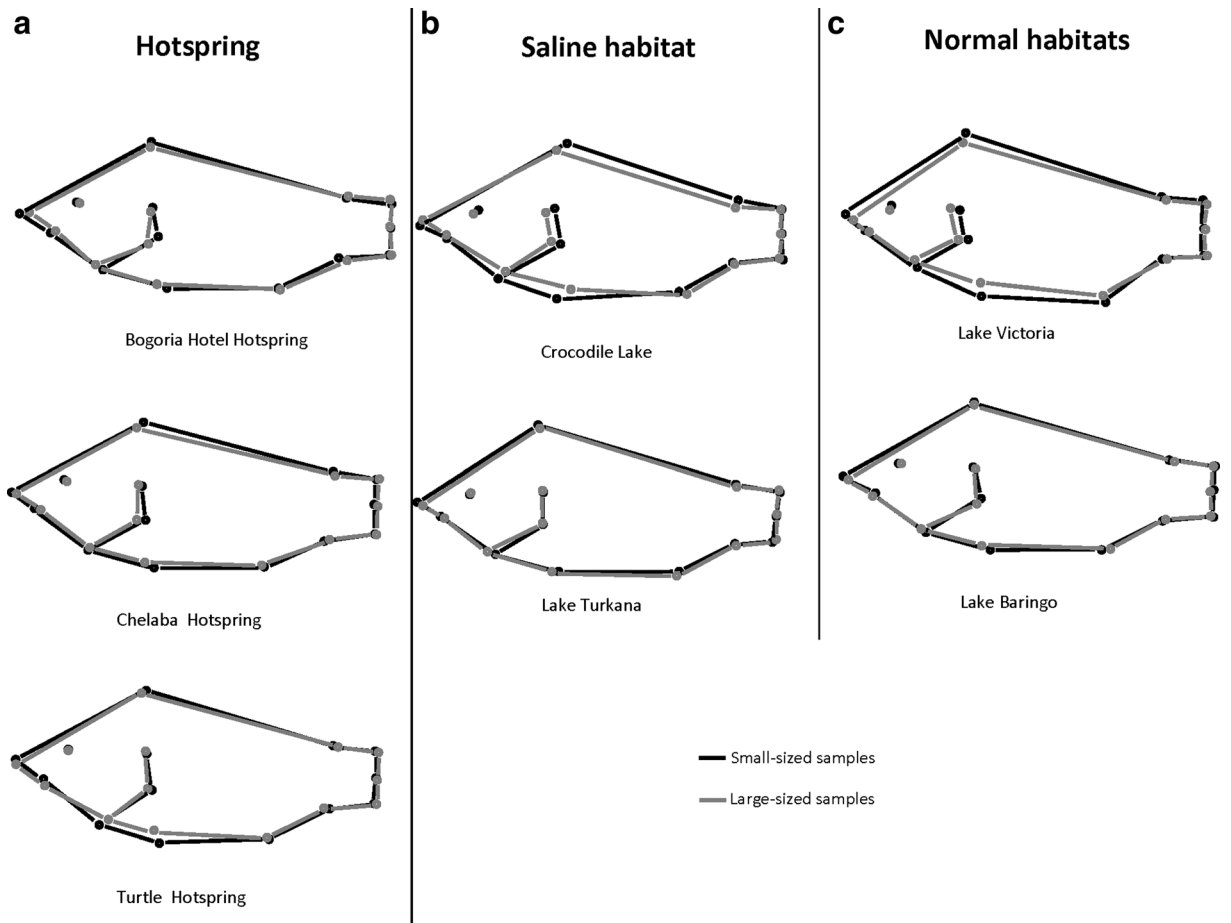 a
Hotspring
Bogoria Hotel Hotspring
Chelaba Hotspring
Turtle Hotspring
b
Saline habitat
Crocodile Lake
Lake Turkana
c
Normal habitats
Lake Victoria
Lake Baringo
Small-sized samples
Large-sized samples